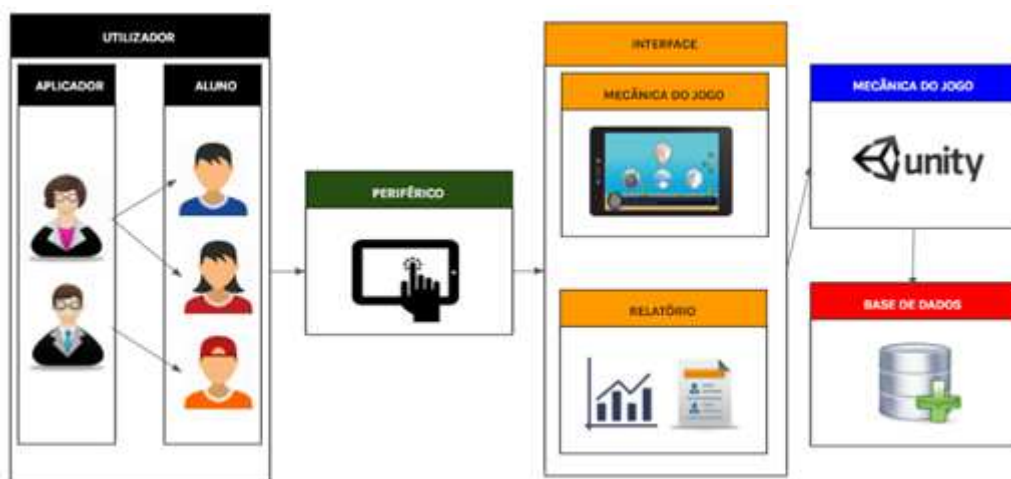 UTILIZADOR
APLICADOR
ALUNO
PERIFÉRICO
INTERFACE
MECÂNICA DO JOGO
RELATÓRIO
MECÂNICA DO JOGO
unity
BASE DE DADOS